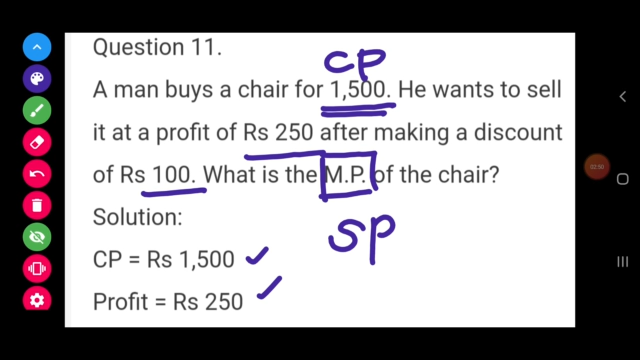 Question 11.
CP
A man buys a chair for 1,500. He wants to sell
it at a profit of Rs 250 after making a discount
of Rs 100. What is the M.P. of the chair?
Solution:
SP
CP = Rs 1,500
Profit = Rs 250
02:50